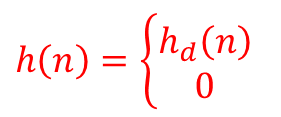 h(n) = { h_d(n)
0